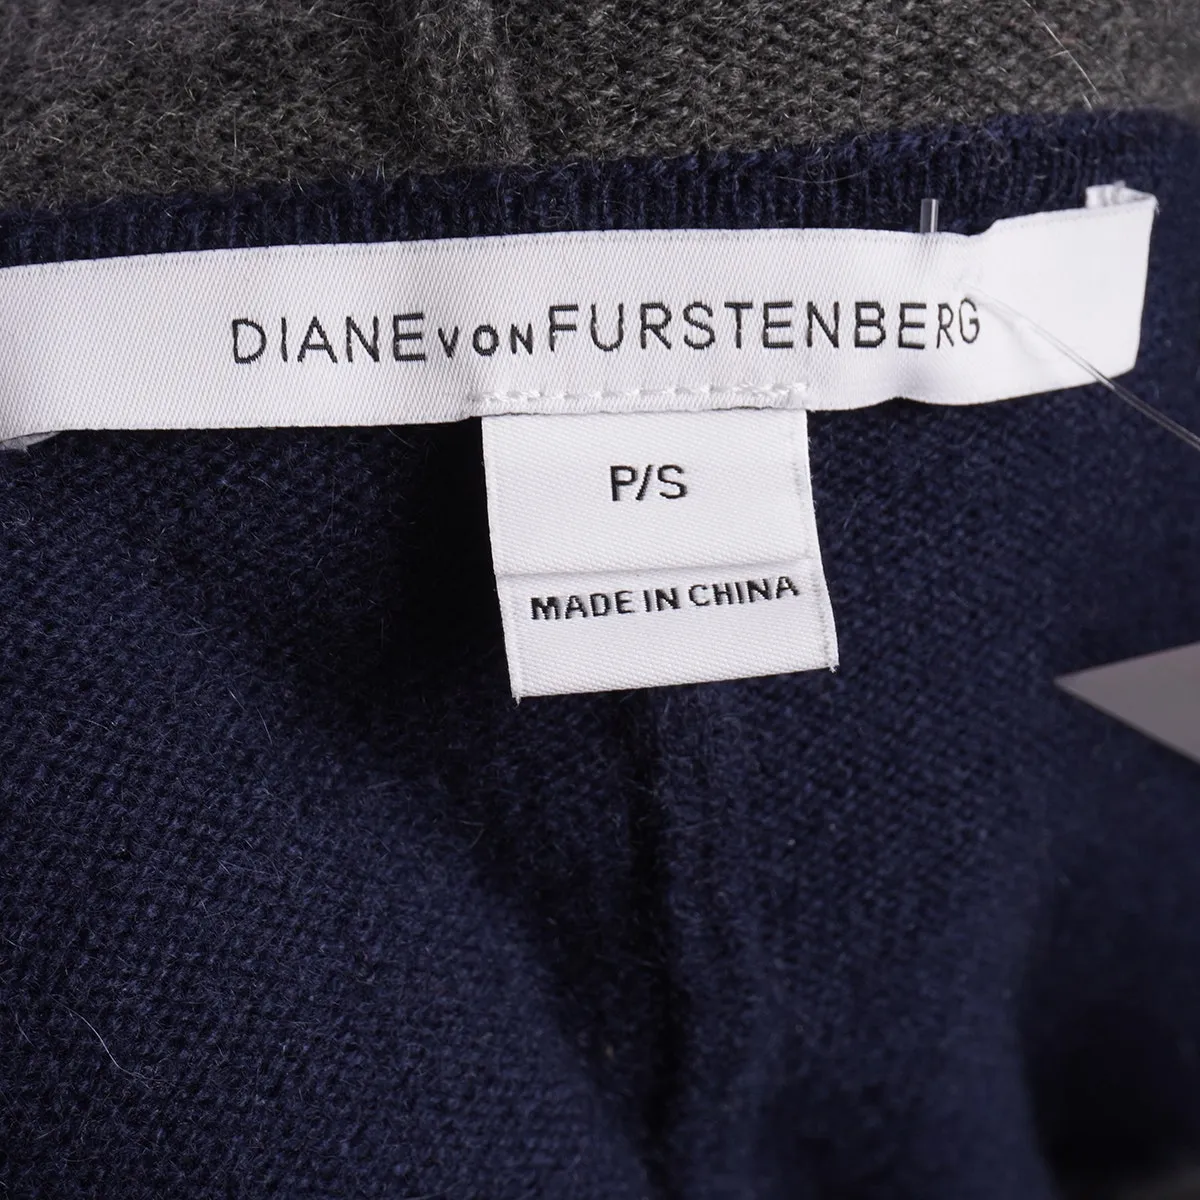 DIANE VON FURSTENBERG
P/S
MADE IN CHINA